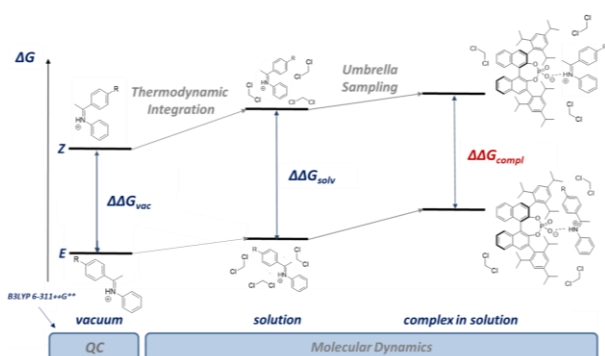 ΔG
Thermodynamic
Integration
Umbrella
Sampling
Z
ΔΔGvac
ΔΔGsolv
ΔΔGcompl
E
B3LYP 6-311++G**
vacuum
solution
complex in solution
QC
Molecular Dynamics